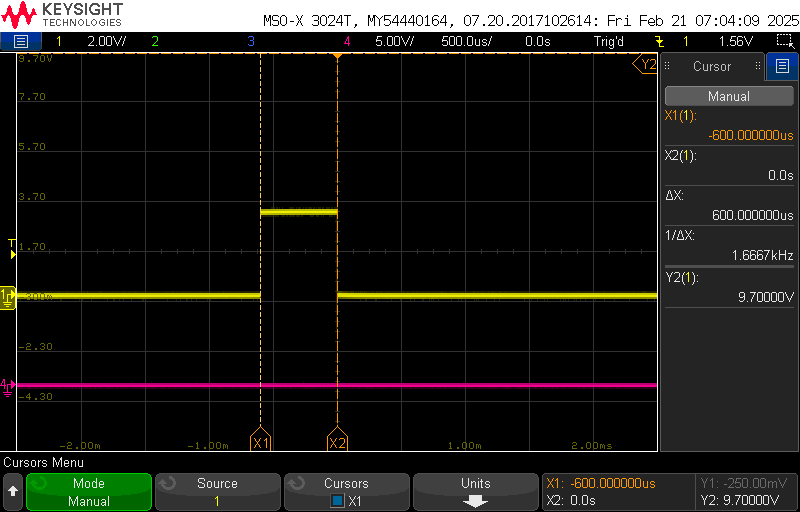 KEYSIGHT
TECHNOLOGIES
MSO-X 3024T, MY54440164, 07.20.2017102614: Fri Feb 21 07:04:09 2025
1 2.00V/ 2 3 4 5.00V/ 500.0us/ 0.0s Trig'd 1 1.56V
9.70V
7.70
5.70
3.70
1.70
-300m
-2.30
-4.30
-2.00ms -1.00ms 1.00ms 2.00ms
T
1
4
Y2
X1 X2
Cursor
Manual
X1(1):
-600.000000us
X2(1):
0.0s
ΔX:
600.000000us
1/ΔX:
1.6667kHz
Y2(1):
9.70000V
Cursors Menu
Mode
Manual
Source
1
Cursors
X1
Units
X1: -600.000000us
X2: 0.0s
Y1: -250.00mV
Y2: 9.70000V